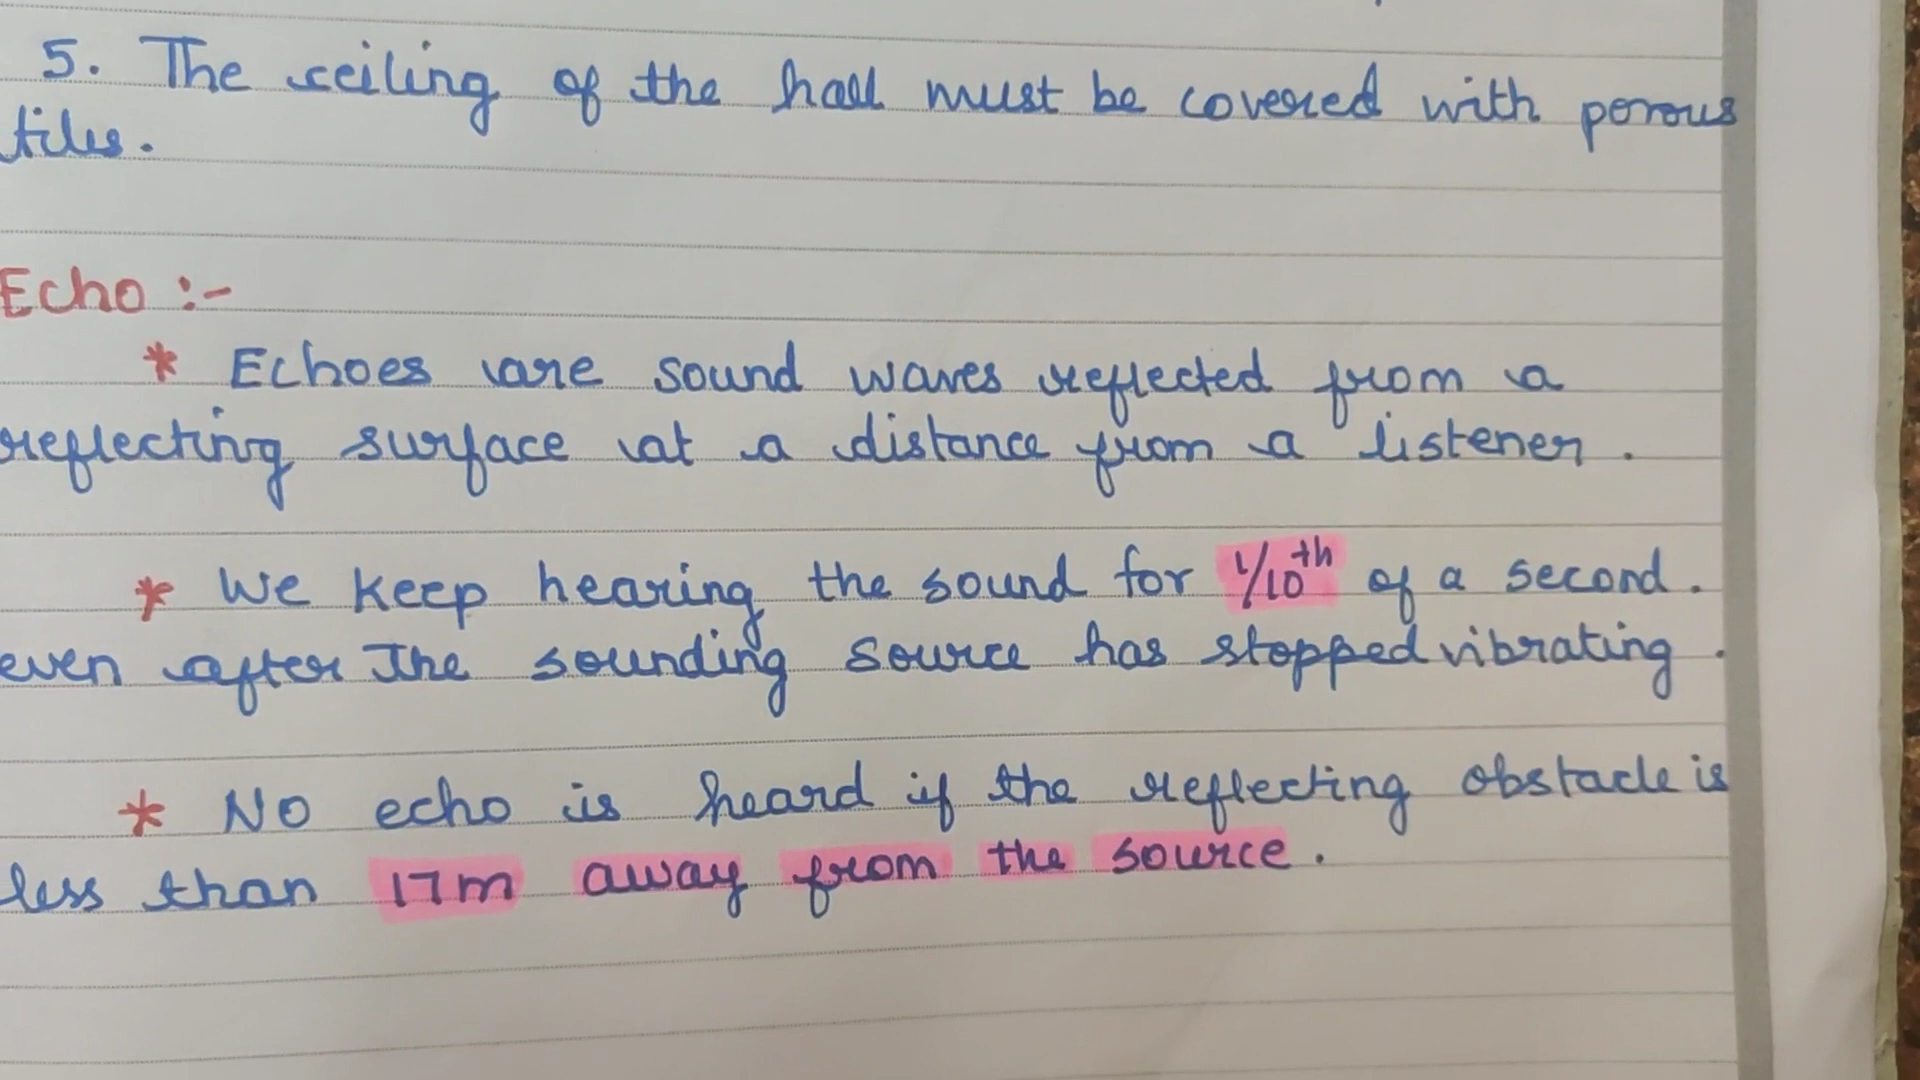 5. The ceiling of the hall must be covered with porous
tiles.
Echo :-
* Echoes are sound waves reflected from a
reflecting surface at a distance from a listener.
* We keep hearing the sound for 1/10th of a second.
even after The sounding source has stopped vibrating.
* No echo is heard if the reflecting obstacle is
less than 17m away from the source.